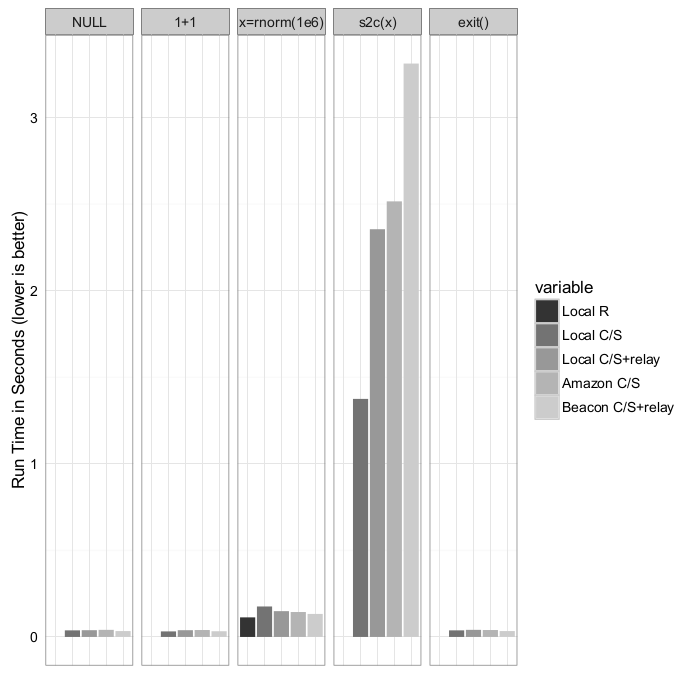 NULL
1+1
x=rnorm(1e6)
s2c(x)
exit()
3
2
1
0
Run Time in Seconds (lower is better)
variable
Local R
Local C/S
Local C/S+relay
Amazon C/S
Beacon C/S+relay